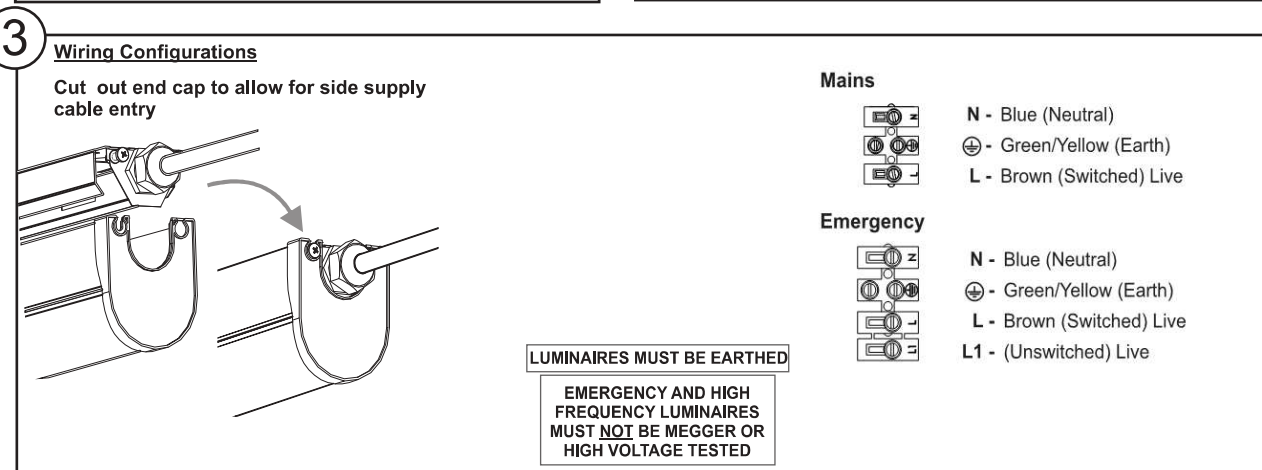 3
Wiring Configurations
Cut out end cap to allow for side supply
cable entry
Mains
N
L
N - Blue (Neutral)
⏚ - Green/Yellow (Earth)
L - Brown (Switched) Live
Emergency
N
L
L1
N - Blue (Neutral)
⏚ - Green/Yellow (Earth)
L - Brown (Switched) Live
L1 - (Unswitched) Live
LUMINAIRES MUST BE EARTHED
EMERGENCY AND HIGH
FREQUENCY LUMINAIRES
MUST NOT BE MEGGER OR
HIGH VOLTAGE TESTED